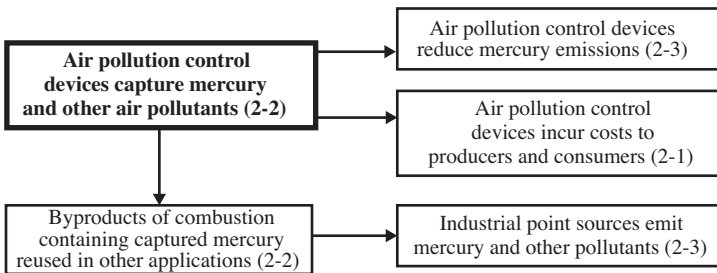 Air pollution control
devices capture mercury
and other air pollutants (2-2)
Air pollution control devices
reduce mercury emissions (2-3)
Air pollution control
devices incur costs to
producers and consumers (2-1)
Byproducts of combustion
containing captured mercury
reused in other applications (2-2)
Industrial point sources emit
mercury and other pollutants (2-3)